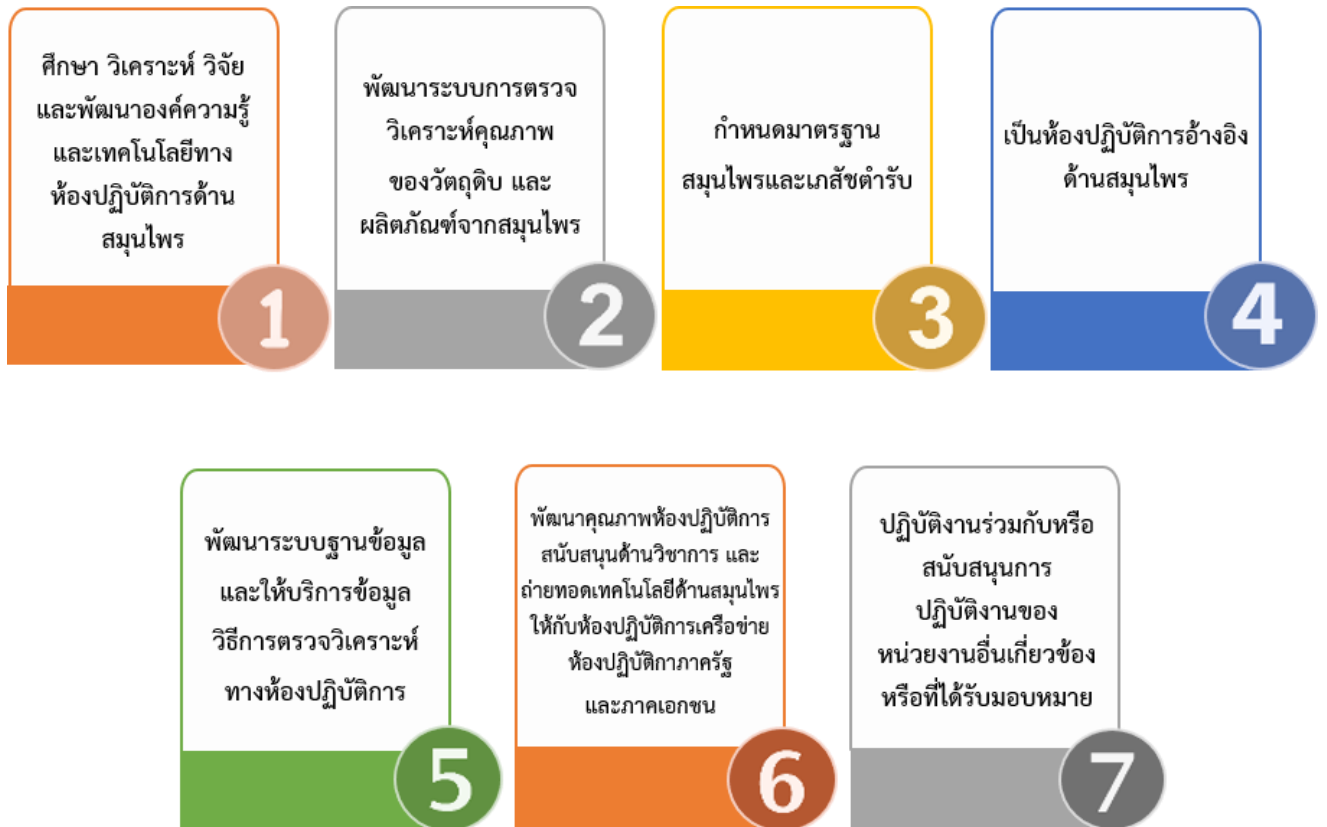 ศึกษา วิเคราะห์ วิจัย
และพัฒนาองค์ความรู้
และเทคโนโลยีทาง
ห้องปฏิบัติการด้าน
สมุนไพร
1
พัฒนาระบบการตรวจ
วิเคราะห์คุณภาพ
ของวัตถุดิบ และ
ผลิตภัณฑ์จากสมุนไพร
2
กำหนดมาตรฐาน
สมุนไพรและเภสัชตำรับ
3
เป็นห้องปฏิบัติการอ้างอิง
ด้านสมุนไพร
4
พัฒนาระบบฐานข้อมูล
และให้บริการข้อมูล
วิธีการตรวจวิเคราะห์
ทางห้องปฏิบัติการ
5
พัฒนาคุณภาพห้องปฏิบัติการ
สนับสนุนด้านวิชาการ และ
ถ่ายทอดเทคโนโลยีด้านสมุนไพร
ให้กับห้องปฏิบัติการเครือข่าย
ห้องปฏิบัติกาภาครัฐ
และภาคเอกชน
6
ปฏิบัติงานร่วมกับหรือ
สนับสนุนการ
ปฏิบัติงานของ
หน่วยงานอื่นเกี่ยวข้อง
หรือที่ได้รับมอบหมาย
7